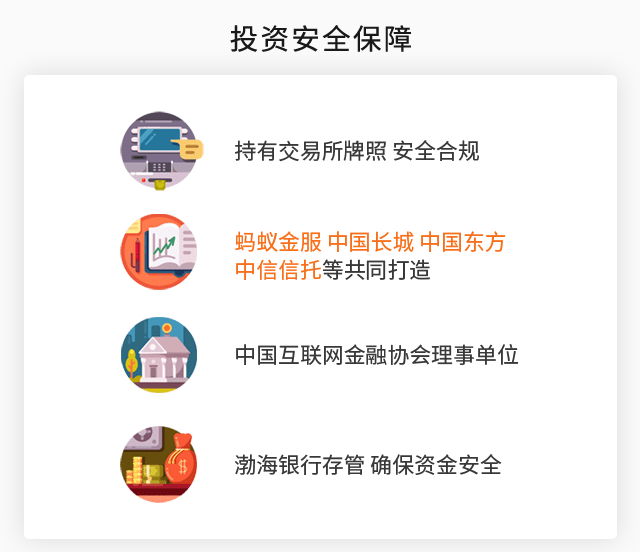 投资安全保障
持有交易所牌照 安全合规
蚂蚁金服 中国长城 中国东方
中信信托等共同打造
中国互联网金融协会理事单位
渤海银行存管 确保资金安全